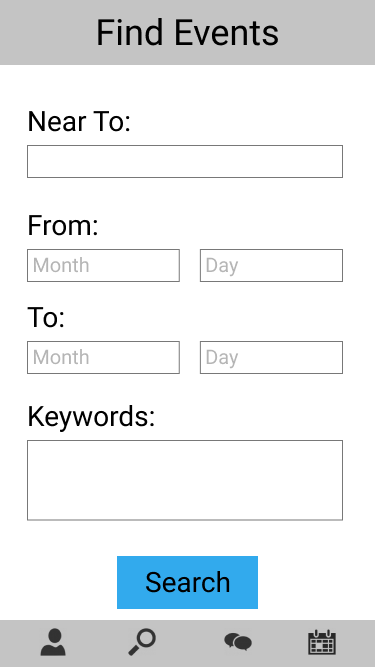 Find Events
Near To:
From:
Month Day
To:
Month Day
Keywords:
Search